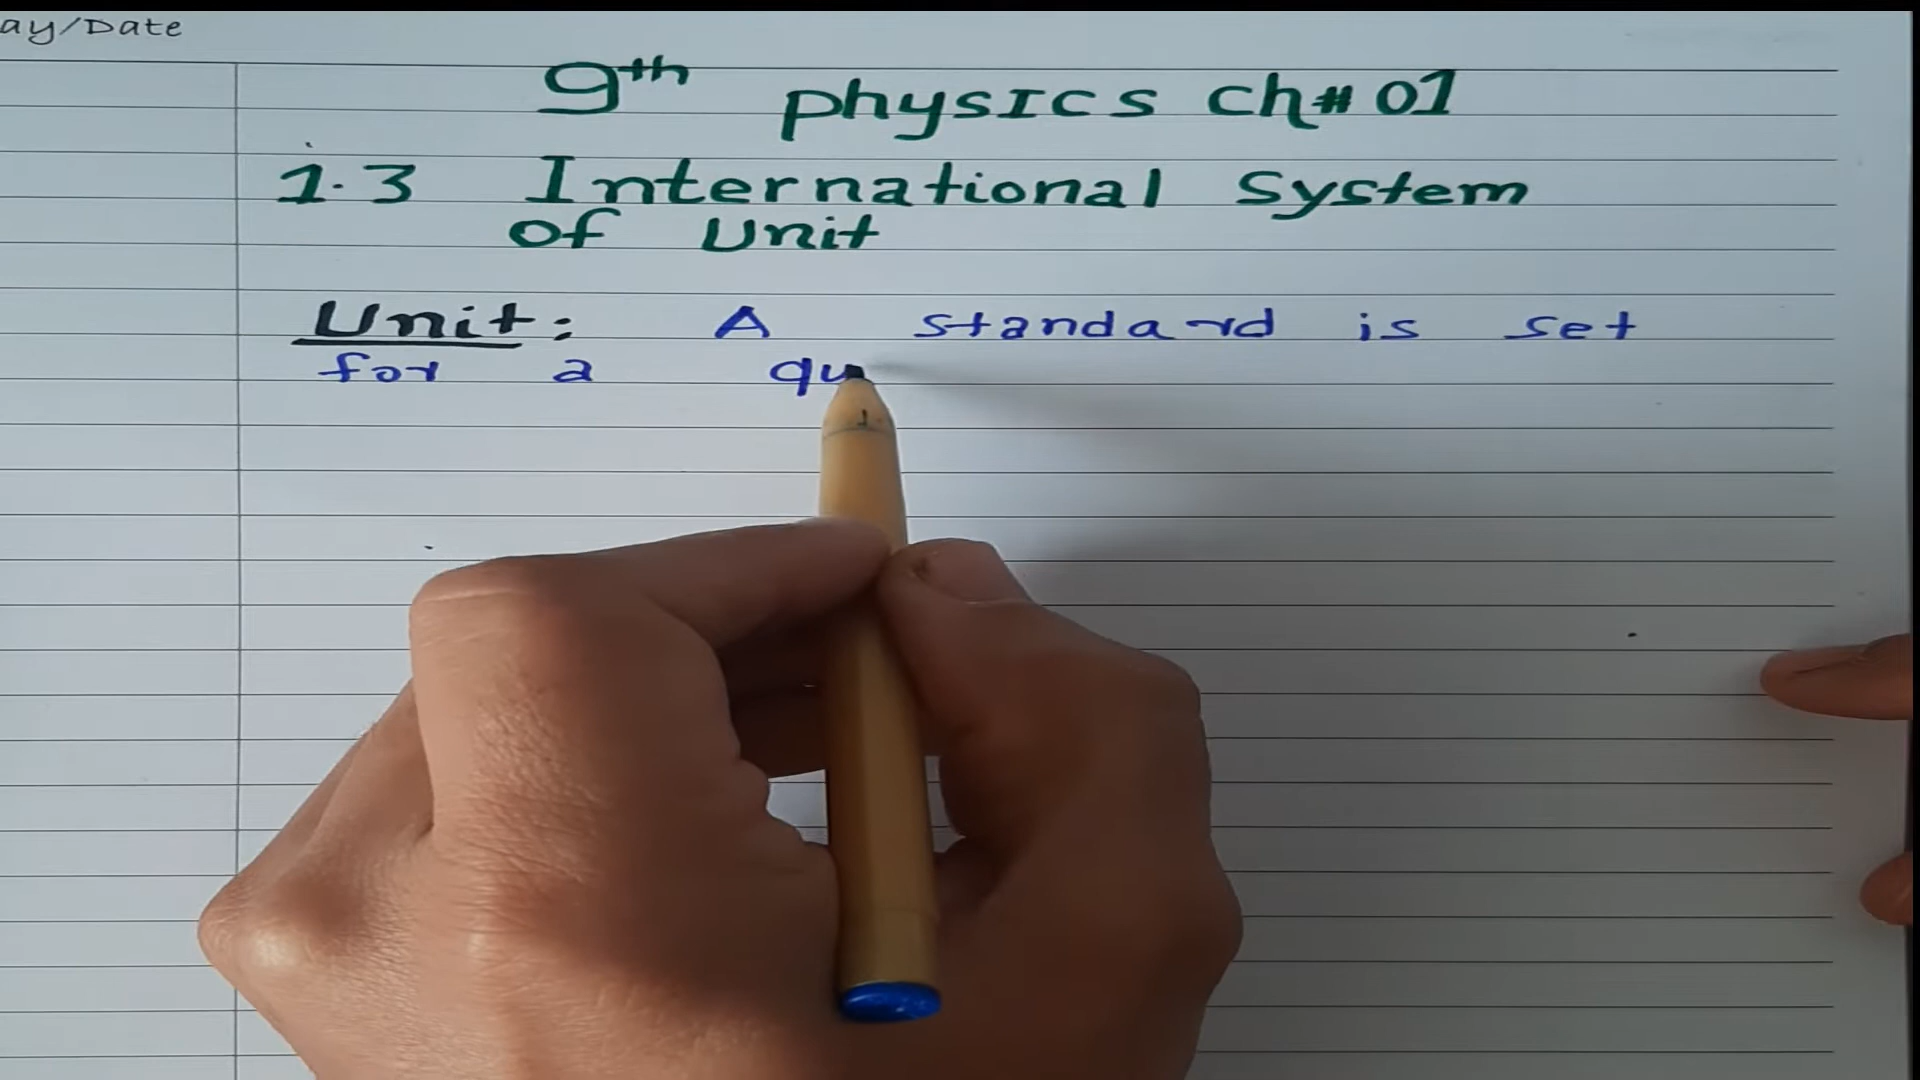 ay/Date
9th physics ch# 01
1.3 International System
of Unit
Unit: A standard is set
for a qu